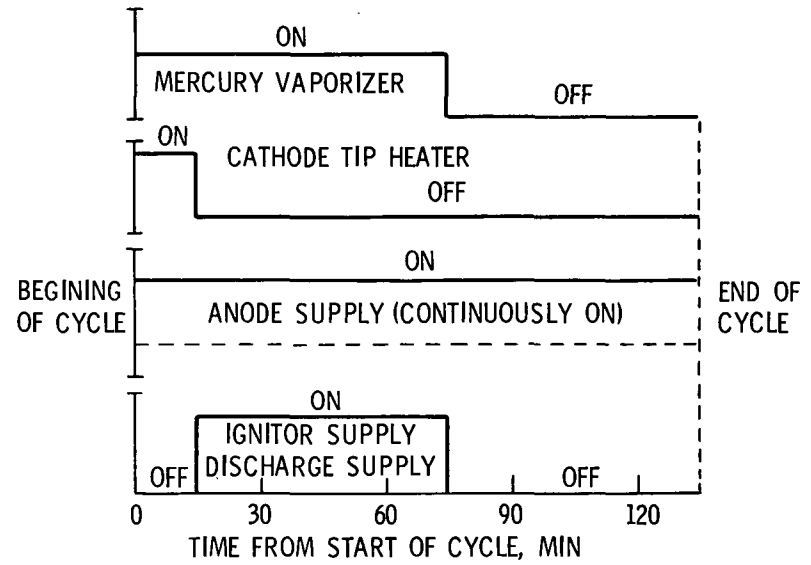 ON
MERCURY VAPORIZER
OFF
ON
CATHODE TIP HEATER
OFF
ON
BEGINING
OF CYCLE
ANODE SUPPLY (CONTINUOUSLY ON)
END OF
CYCLE
ON
IGNITOR SUPPLY
DISCHARGE SUPPLY
OFF
OFF
0 30 60 90 120
TIME FROM START OF CYCLE, MIN